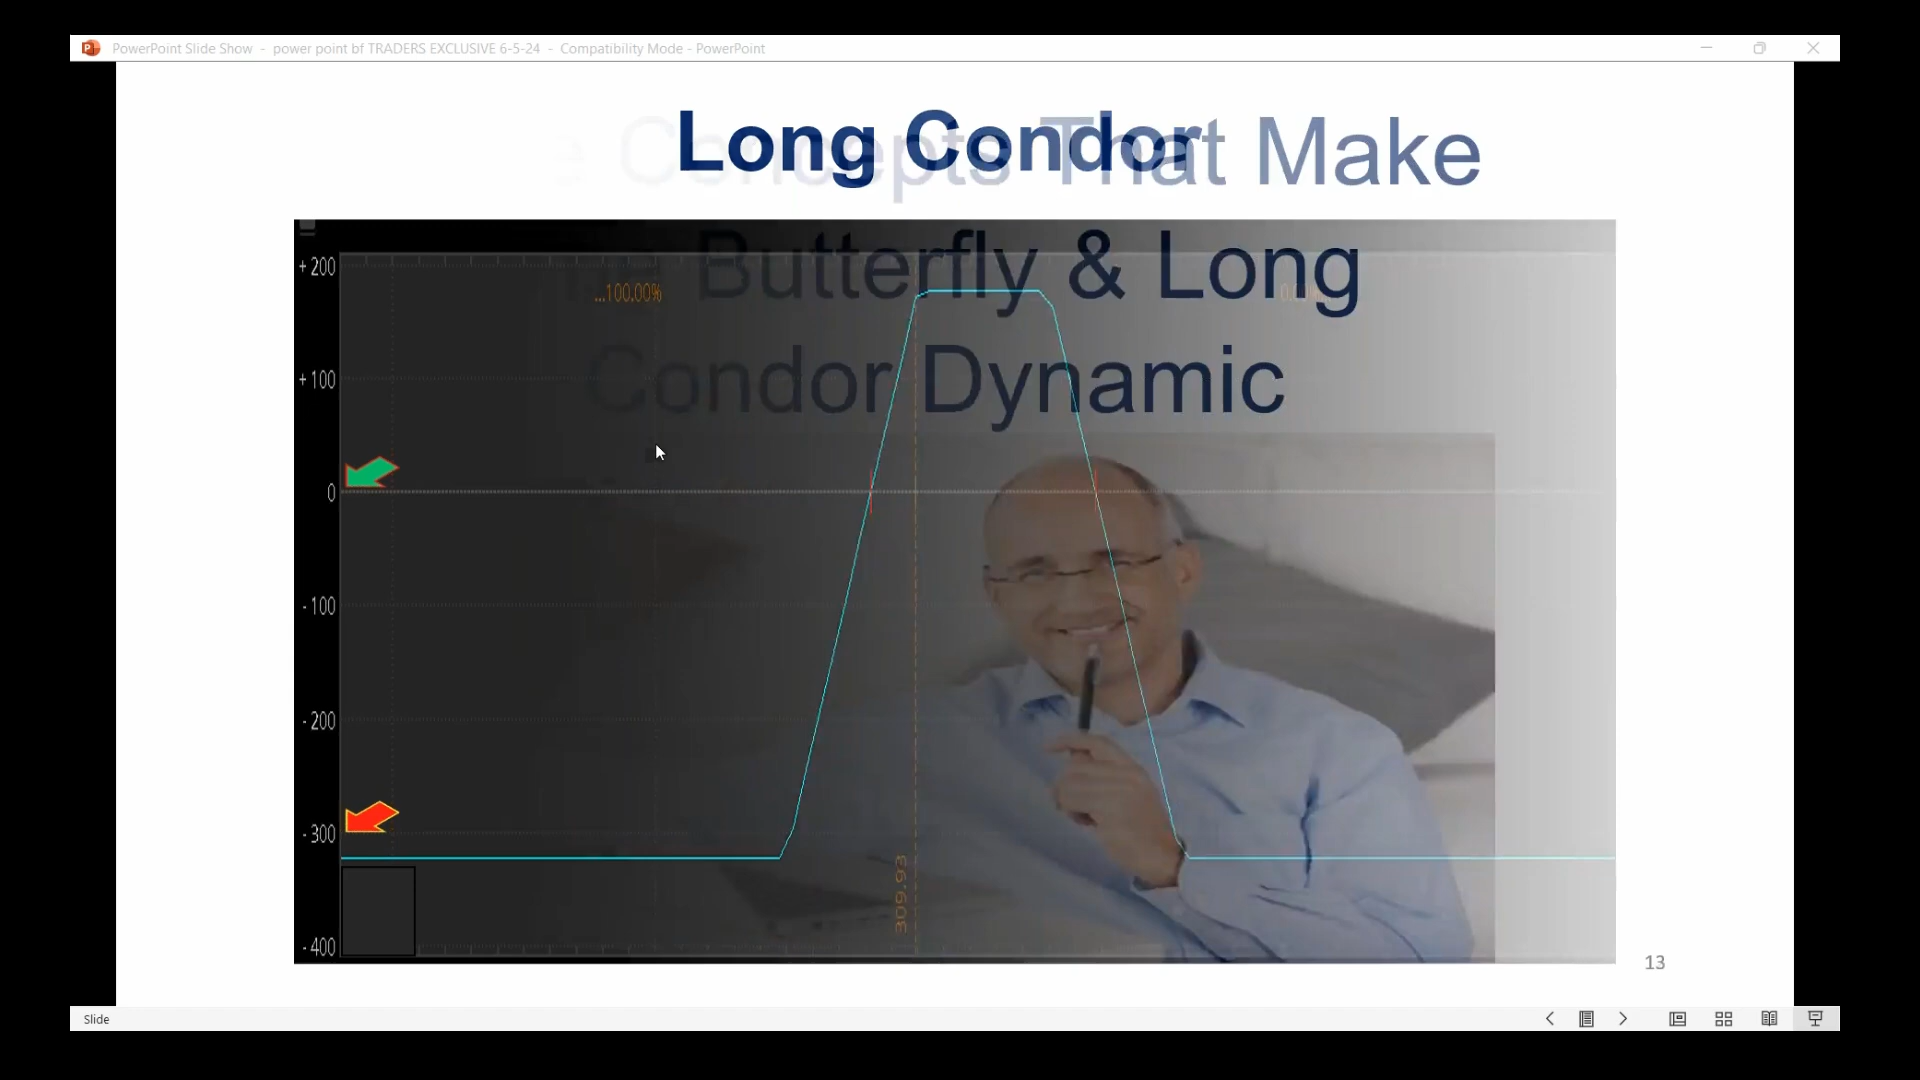 PowerPoint Slide Show - power point bf TRADERS EXCLUSIVE 6-5-24 - Compatibility Mode - PowerPoint
Long Condor
Concepts That Make
Butterfly & Long
Condor Dynamic
+200
...100.00%
+100
0
-100
-200
-300
-400
309.93
13
Slide